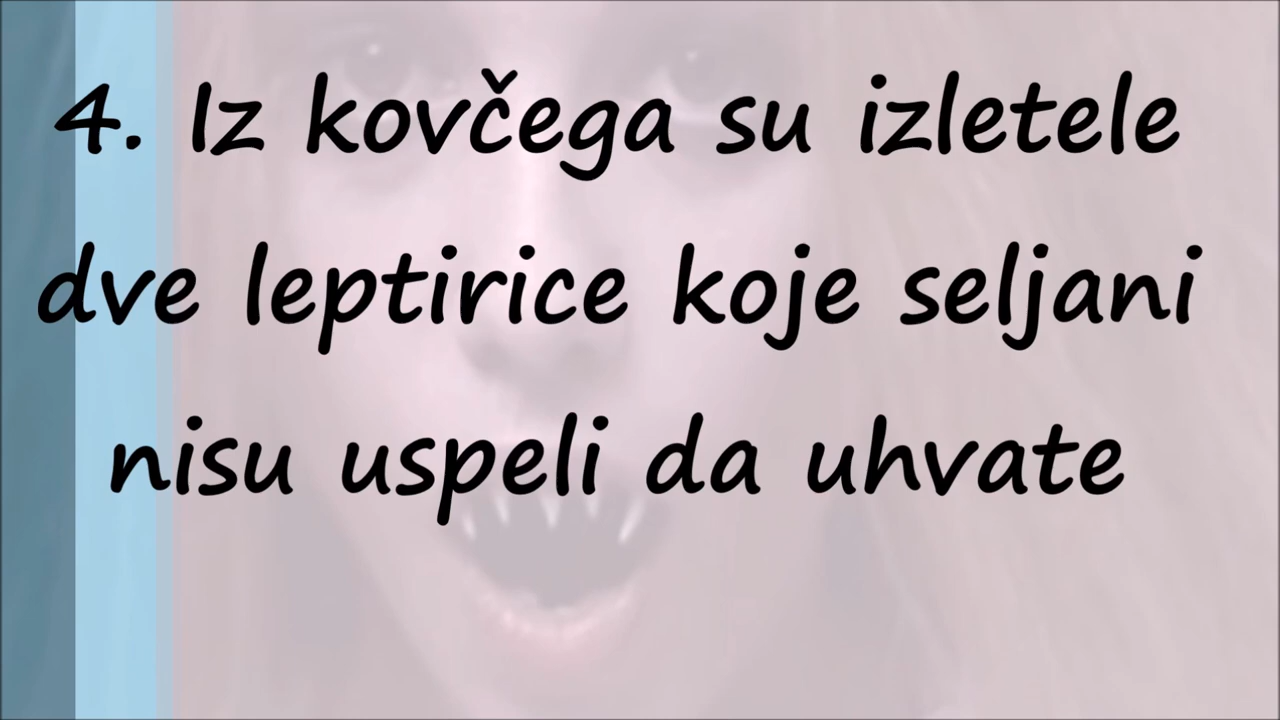 4. Iz kovčega su izletele
dve leptirice koje seljani
nisu uspeli da uhvate